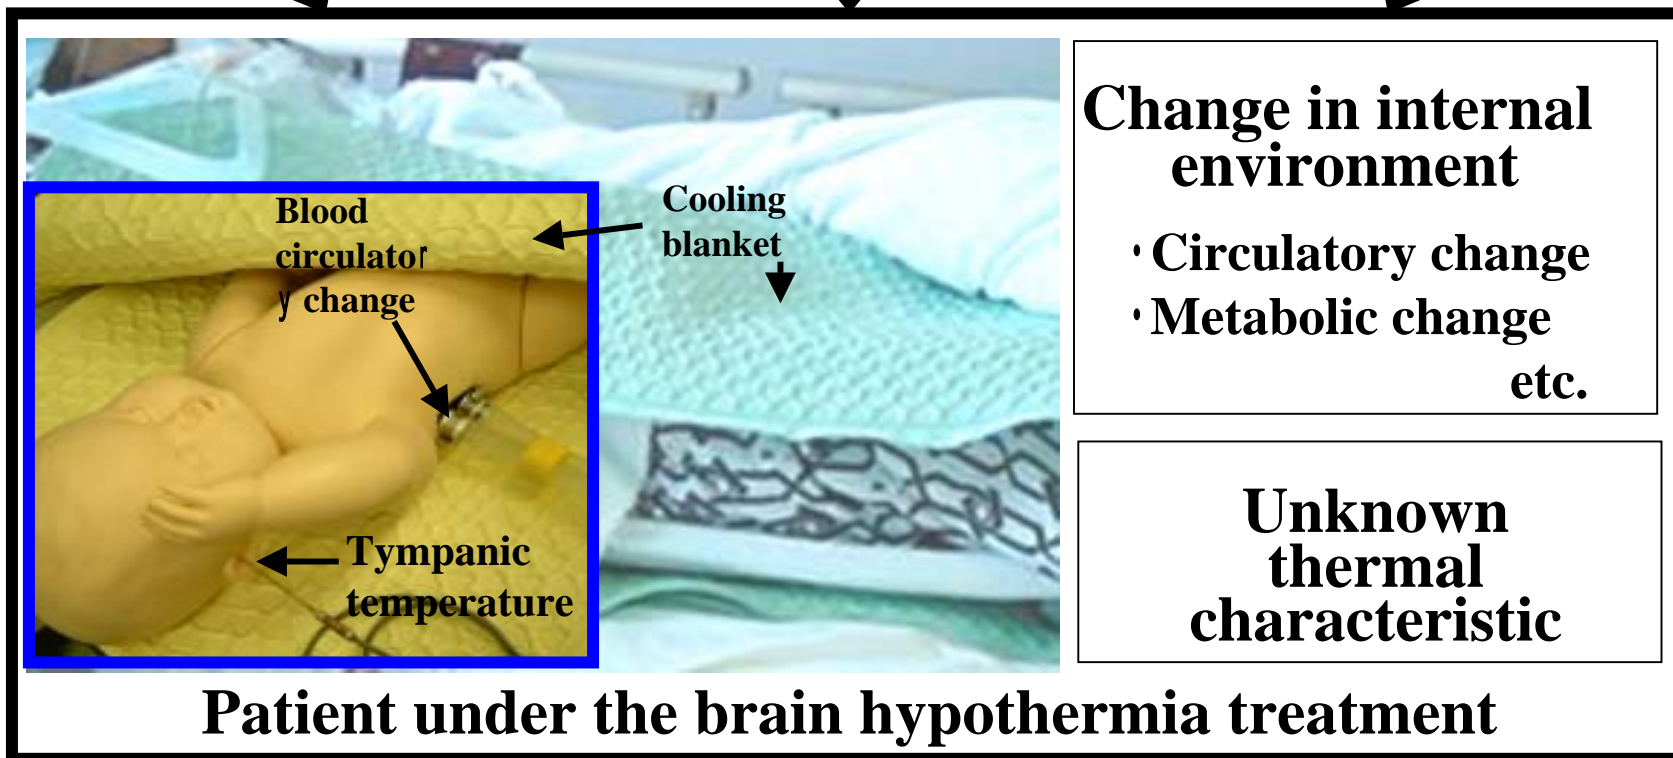 Blood
circulator
y change
Cooling
blanket
Tympanic
temperature
Change in internal
environment
・Circulatory change
・Metabolic change
etc.
Unknown
thermal
characteristic
Patient under the brain hypothermia treatment